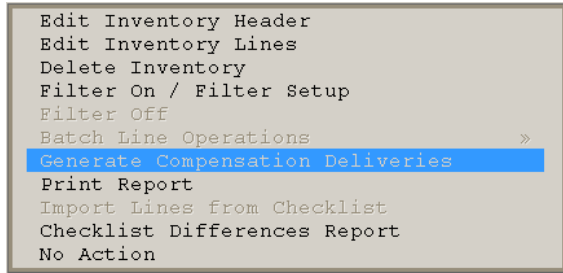 Edit Inventory Header
Edit Inventory Lines
Delete Inventory
Filter On / Filter Setup
Filter Off
Batch Line Operations »
Generate Compensation Deliveries
Print Report
Import Lines from Checklist
Checklist Differences Report
No Action